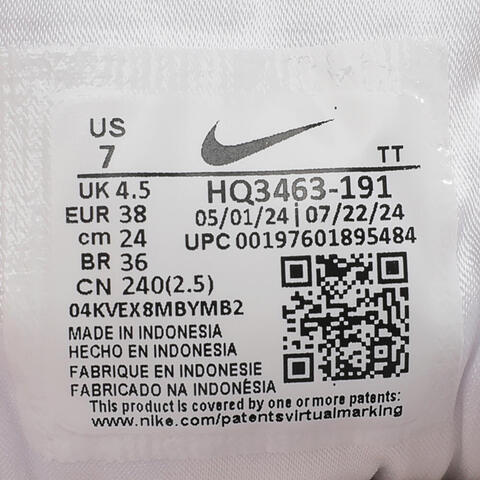 US
7
TT
UK 4.5
EUR 38
cm 24
BR 36
CN 240(2.5)
HQ3463-191
05/01/24 | 07/22/24
UPC 00197601895484
04KVEX8MBYMB2
MADE IN INDONESIA
HECHO EN INDONESIA
FABRIQUE EN INDONESIE
FABRICADO NA INDONÉSIA
This product is covered by one or more patents:
www.nike.com/patentsvirtualmarking